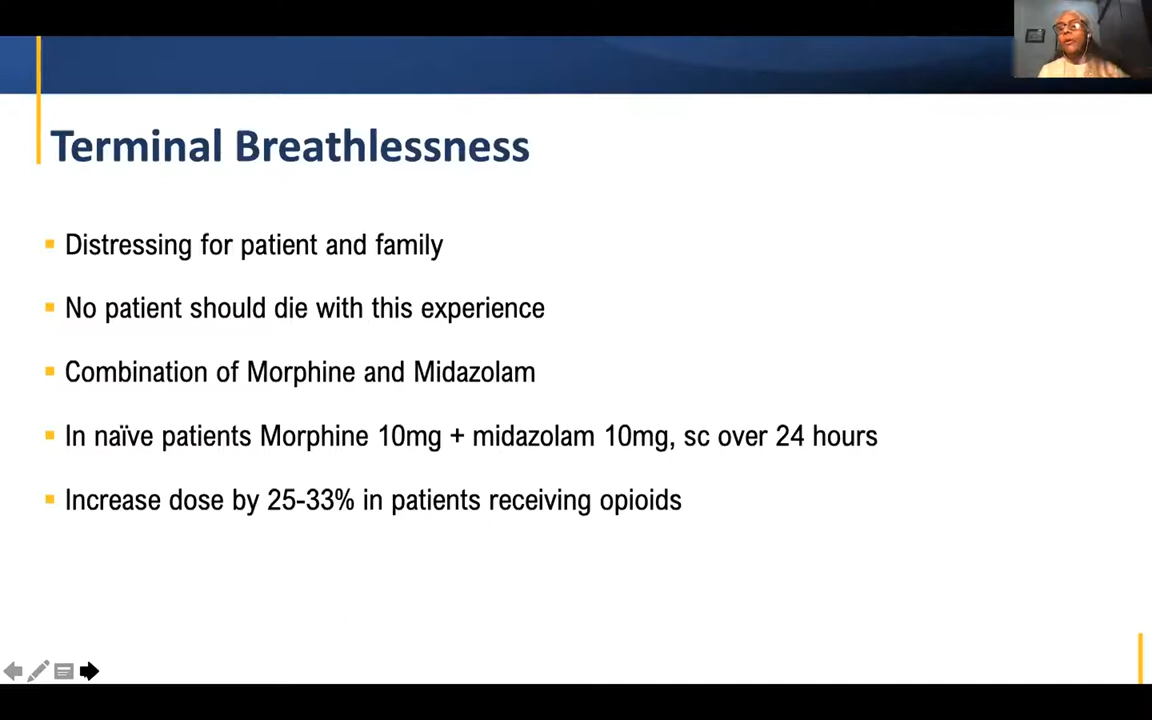 Terminal Breathlessness
Distressing for patient and family
No patient should die with this experience
Combination of Morphine and Midazolam
In naïve patients Morphine 10mg + midazolam 10mg, sc over 24 hours
Increase dose by 25-33% in patients receiving opioids